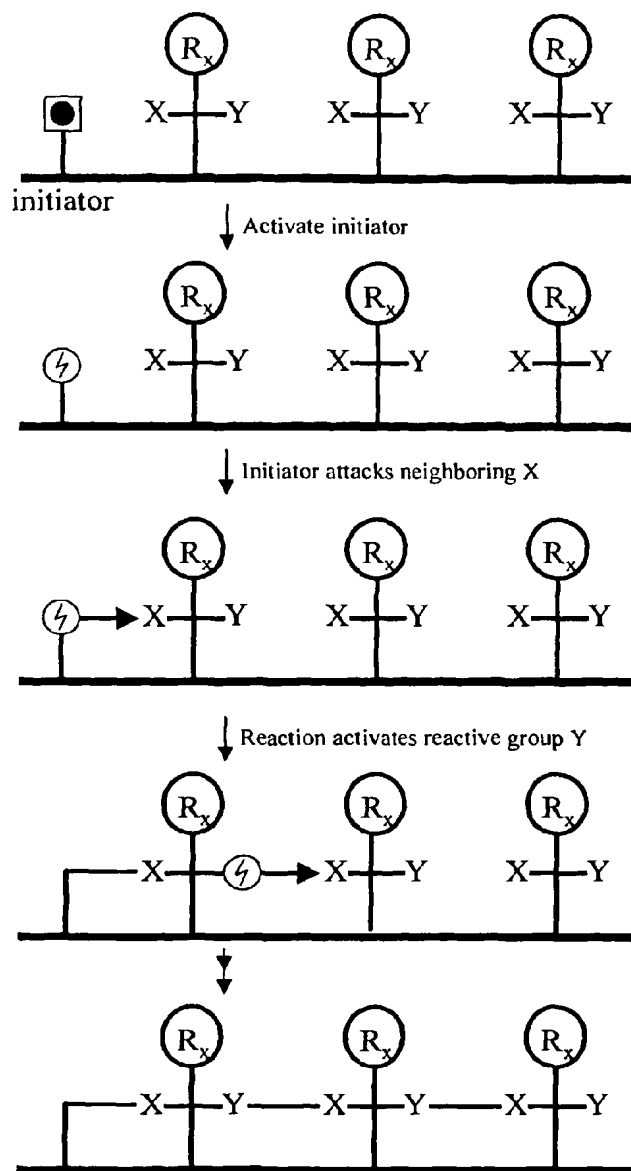 Rx Rx Rx
X Y X Y X Y
initiator
Activate initiator
Rx Rx Rx
X Y X Y X Y
Initiator attacks neighboring X
Rx Rx Rx
X Y X Y X Y
Reaction activates reactive group Y
Rx Rx Rx
X X Y X Y
Rx Rx Rx
X Y X Y X Y